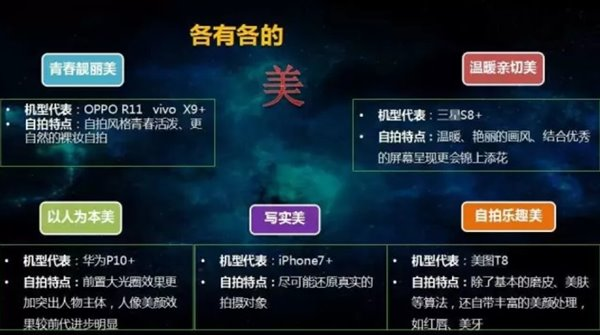 各有各的
美
青春靓丽美
• 机型代表：OPPO R11 vivo X9+
• 自拍特点：自拍风格青春活泼、更
自然的裸妆自拍
温暖亲切美
• 机型代表：三星S8+
• 自拍特点：温暖、艳丽的画风、结合优秀
的屏幕呈现更会锦上添花
以人为本美
• 机型代表：华为P10+
• 自拍特点：前置大光圈效果更
加突出人物主体，人像美颜效
果较前代进步明显
写实美
• 机型代表：iPhone7+
• 自拍特点：尽可能还原真实的
拍摄对象
自拍乐趣美
• 机型代表：美图T8
• 自拍特点：除了基本的磨皮、美肤
等算法，还自带丰富的美颜处理，
如红唇、美牙